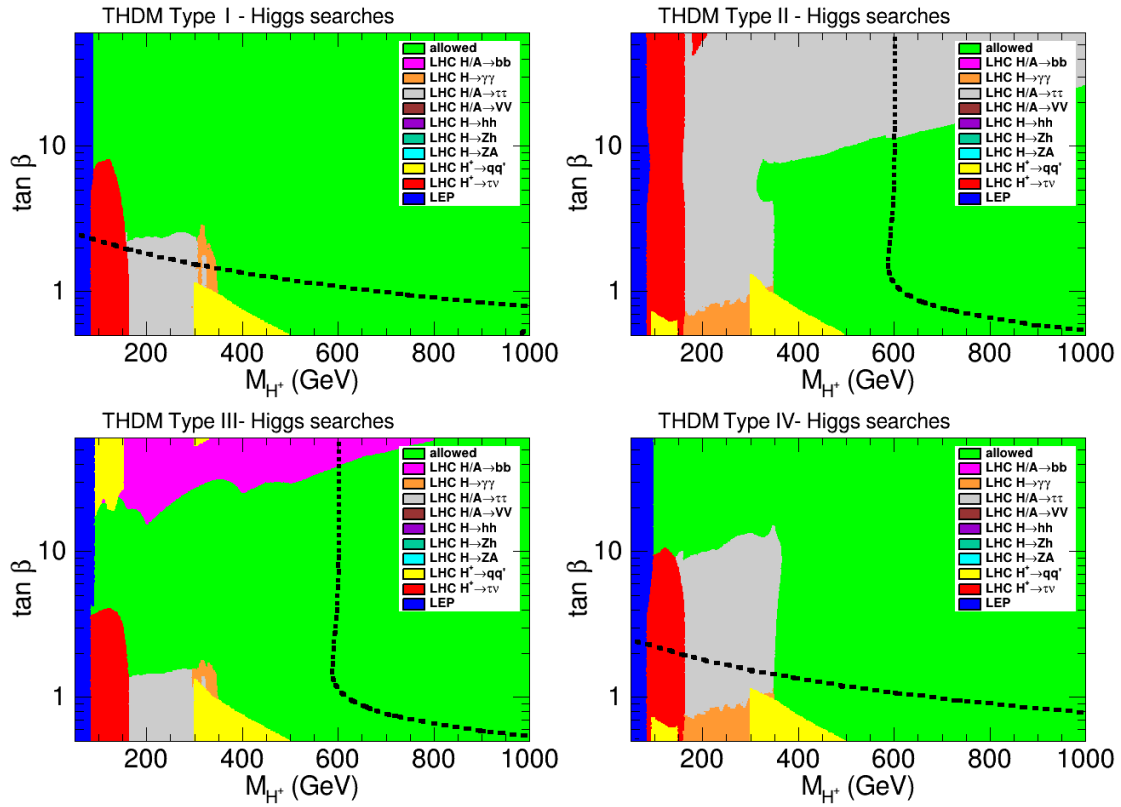 THDM Type I - Higgs searches
allowed
LHC H/A→bb
LHC H→γγ
LHC H/A→ττ
LHC H/A→VV
LHC H→hh
LHC H→Zh
LHC H→ZA
LHC H⁺→qq'
LHC H⁺→τν
LEP
10
1
tan β
200 400 600 800 1000
M_H⁺ (GeV)
THDM Type II - Higgs searches
allowed
LHC H/A→bb
LHC H→γγ
LHC H/A→ττ
LHC H/A→VV
LHC H→hh
LHC H→Zh
LHC H→ZA
LHC H⁺→qq'
LHC H⁺→τν
LEP
10
1
tan β
200 400 600 800 1000
M_H⁺ (GeV)
THDM Type III- Higgs searches
allowed
LHC H/A→bb
LHC H→γγ
LHC H/A→ττ
LHC H/A→VV
LHC H→hh
LHC H→Zh
LHC H→ZA
LHC H⁺→qq'
LHC H⁺→τν
LEP
10
1
tan β
200 400 600 800 1000
M_H⁺ (GeV)
THDM Type IV- Higgs searches
allowed
LHC H/A→bb
LHC H→γγ
LHC H/A→ττ
LHC H/A→VV
LHC H→hh
LHC H→Zh
LHC H→ZA
LHC H⁺→qq'
LHC H⁺→τν
LEP
10
1
tan β
200 400 600 800 1000
M_H⁺ (GeV)